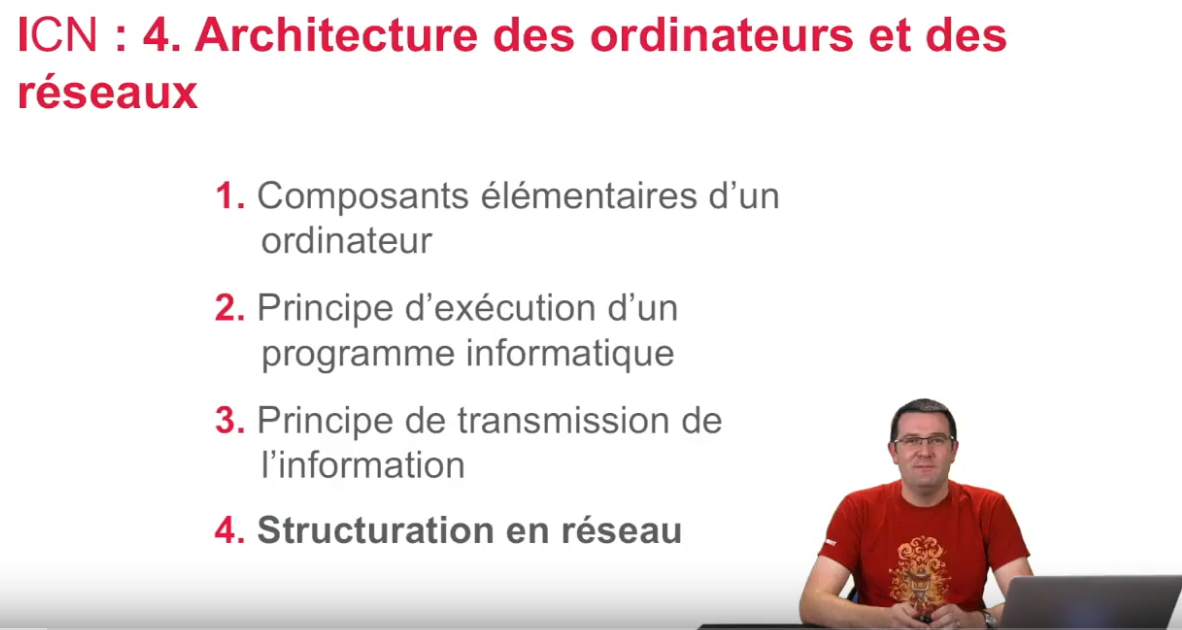 ICN : 4. Architecture des ordinateurs et des
réseaux
1. Composants élémentaires d’un
ordinateur
2. Principe d’exécution d’un
programme informatique
3. Principe de transmission de
l’information
4. Structuration en réseau